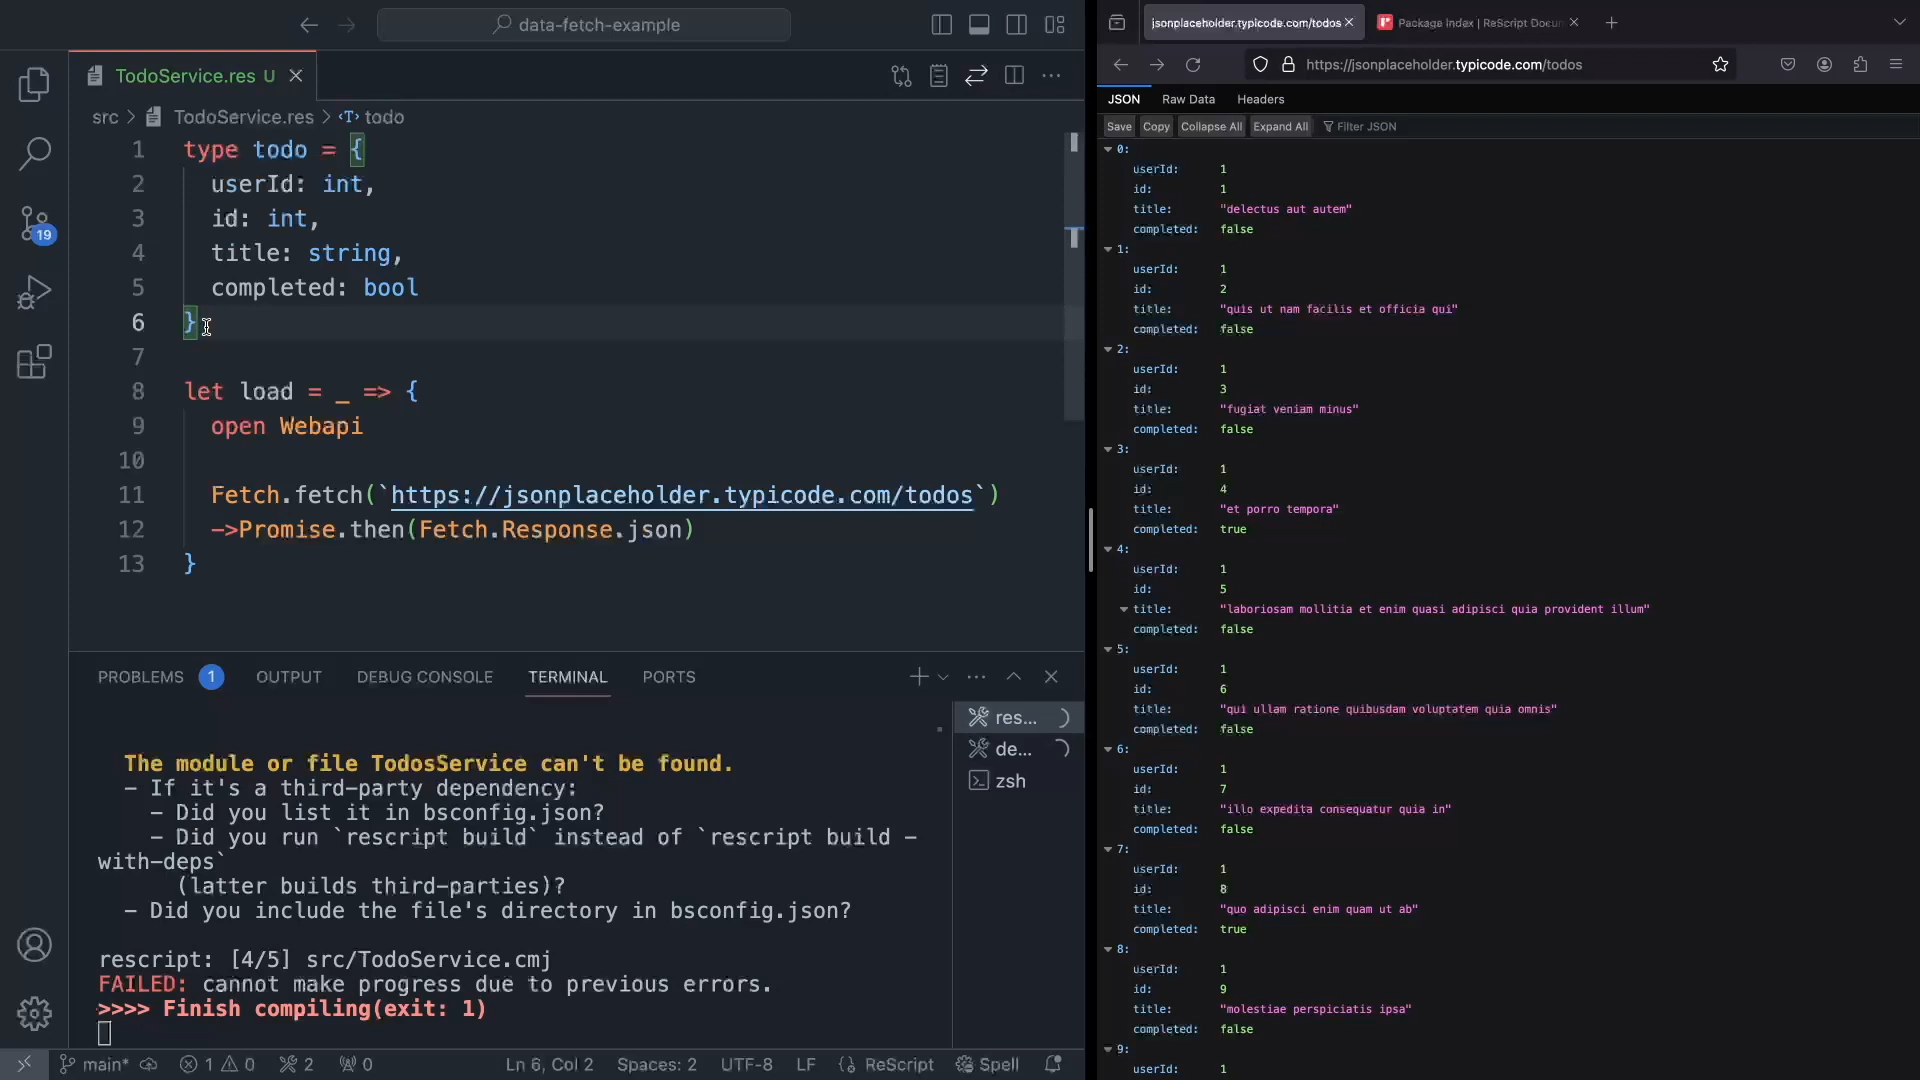 data-fetch-example
TodoService.res U
src > TodoService.res > todo
1 type todo = {
2 userId: int,
3 id: int,
4 title: string,
5 completed: bool
6 }
7
8 let load = _ => {
9 open Webapi
10
11 Fetch.fetch(`https://jsonplaceholder.typicode.com/todos`)
12 ->Promise.then(Fetch.Response.json)
13 }
PROBLEMS 1 OUTPUT DEBUG CONSOLE TERMINAL PORTS
The module or file TodosService can't be found.
- If it's a third-party dependency:
- Did you list it in bsconfig.json?
- Did you run `rescript build` instead of `rescript build -
with-deps`
(latter builds third-parties)?
- Did you include the file's directory in bsconfig.json?
rescript: [4/5] src/TodoService.cmj
FAILED: cannot make progress due to previous errors.
>>>> Finish compiling(exit: 1)
res...
de...
zsh
19
main* 1 0 2 0 Ln 6, Col 2 Spaces: 2 UTF-8 LF {} ReScript Spell
jsonplaceholder.typicode.com/todos Package Index | ReScript Docum
https://jsonplaceholder.typicode.com/todos
JSON Raw Data Headers
Save Copy Collapse All Expand All Filter JSON
0:
userId: 1
id: 1
title: "delectus aut autem"
completed: false
1:
userId: 1
id: 2
title: "quis ut nam facilis et officia qui"
completed: false
2:
userId: 1
id: 3
title: "fugiat veniam minus"
completed: false
3:
userId: 1
id: 4
title: "et porro tempora"
completed: true
4:
userId: 1
id: 5
title: "laboriosam mollitia et enim quasi adipisci quia provident illum"
completed: false
5:
userId: 1
id: 6
title: "qui ullam ratione quibusdam voluptatem quia omnis"
completed: false
6:
userId: 1
id: 7
title: "illo expedita consequatur quia in"
completed: false
7:
userId: 1
id: 8
title: "quo adipisci enim quam ut ab"
completed: true
8:
userId: 1
id: 9
title: "molestiae perspiciatis ipsa"
completed: false
9:
userId: 1